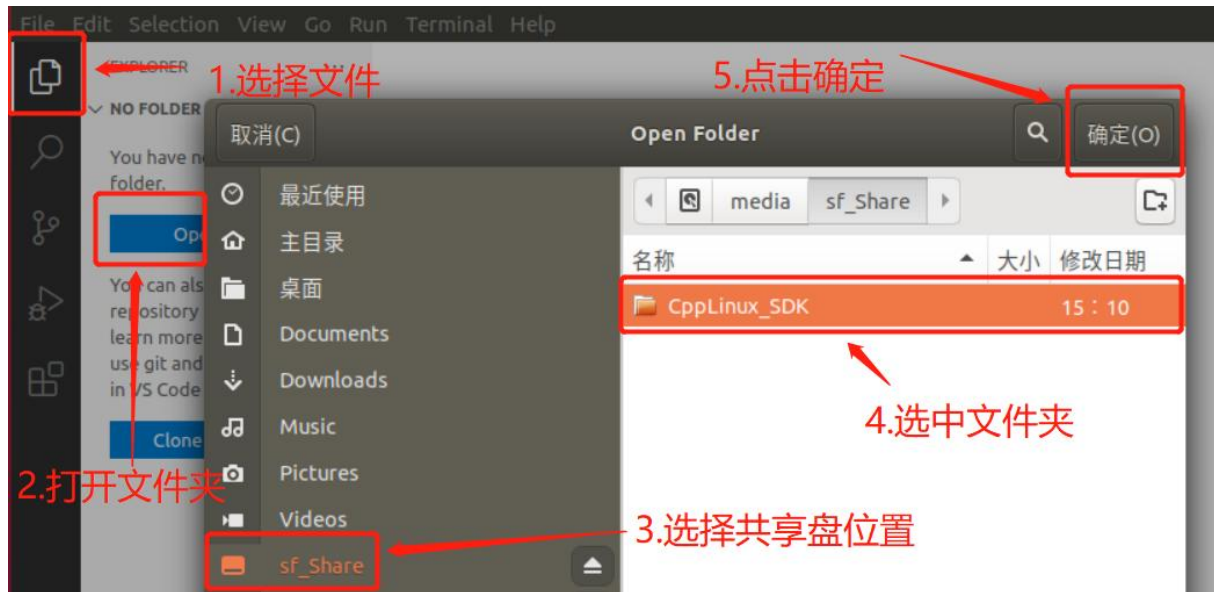 File Edit Selection View Go Run Terminal Help
EXPLORER
1.选择文件
5.点击确定
NO FOLDER
取消(C)
Open Folder
确定(O)
You have
folder.
最近使用
media
sf_Share
Ope
主目录
名称
大小
修改日期
You can als
桌面
CppLinux_SDK
15：10
repository
learn more
Documents
use git and
in VS Code
Downloads
Music
4.选中文件夹
Clone
2.打开文件夹
Pictures
Videos
3.选择共享盘位置
sf_Share